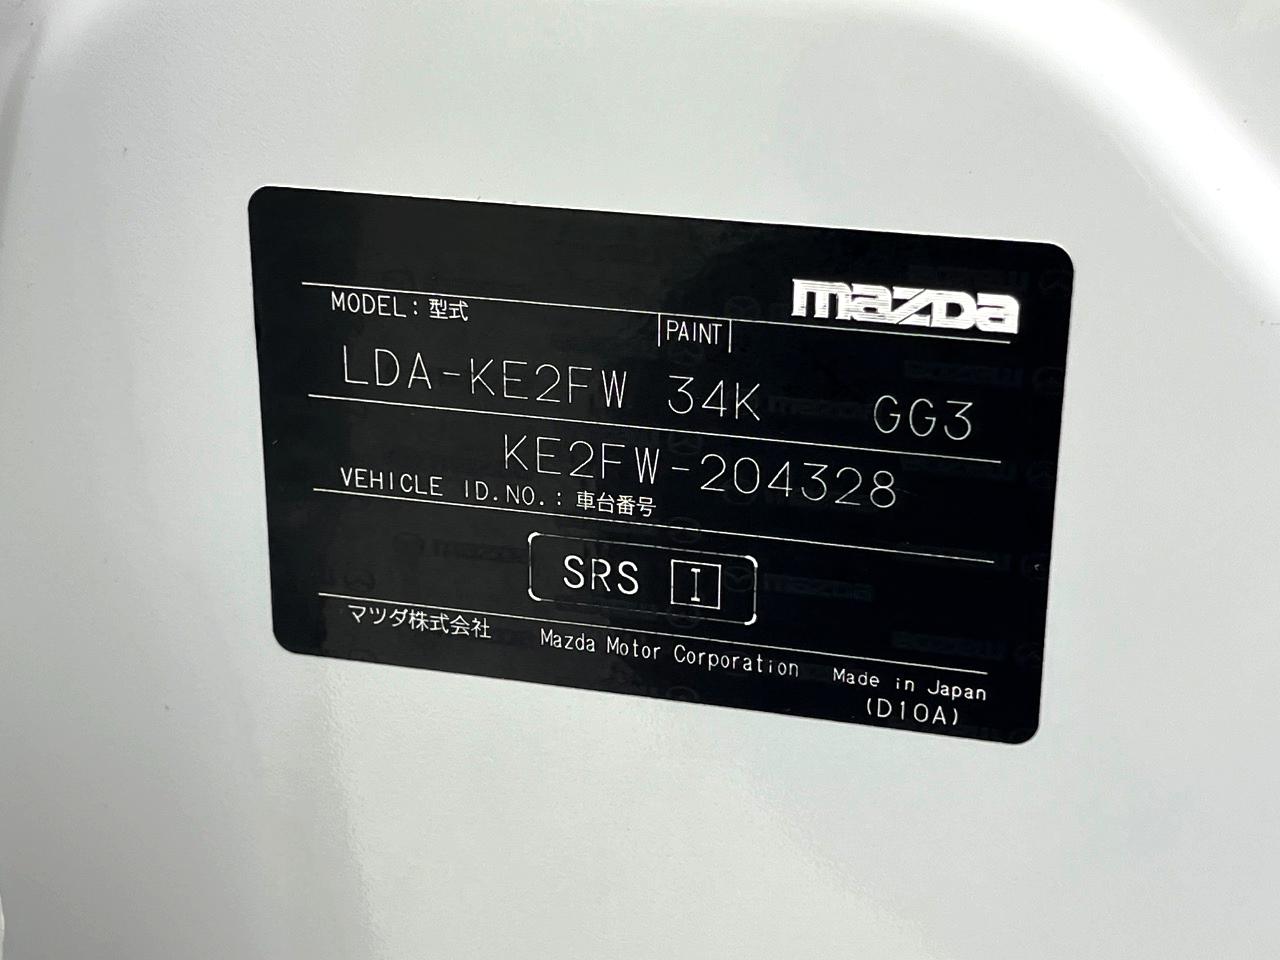 mazda
MODEL：型式
PAINT
LDA-KE2FW 34K GG3
KE2FW-204328
VEHICLE ID.NO.：車台番号
SRS I
マツダ株式会社 Mazda Motor Corporation Made in Japan
(D10A)